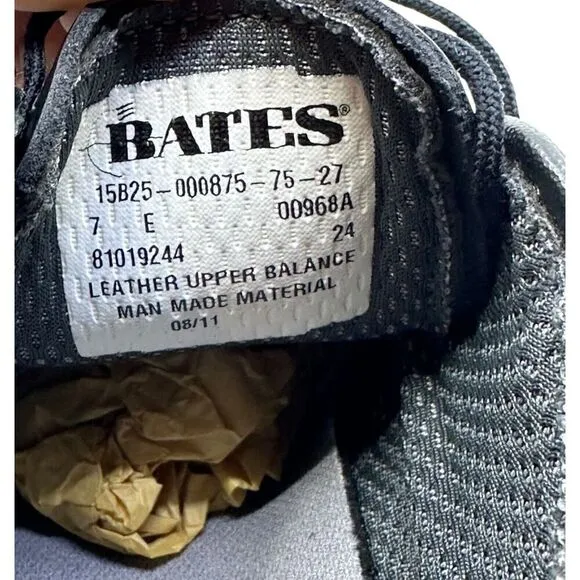 BATES®
15B25-000875-75-27
7 E 00968A
81019244 24
LEATHER UPPER BALANCE
MAN MADE MATERIAL
08/11